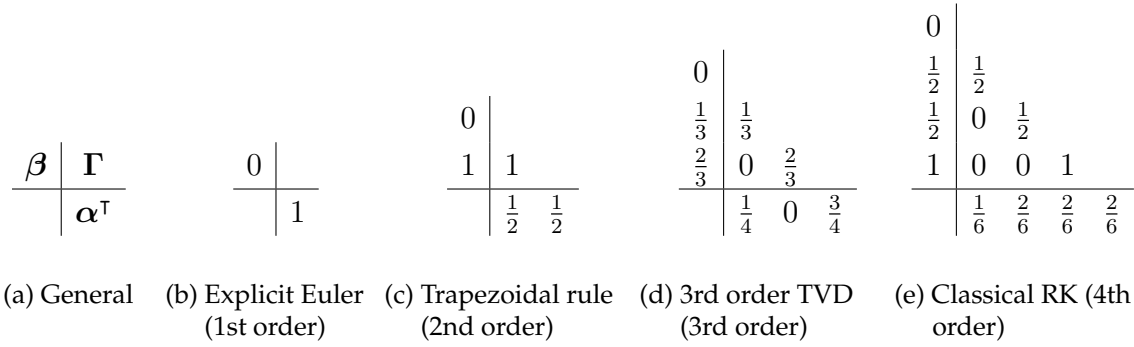 0
1/2 1/2
0
1/3 1/3
1/2 0 1/2
0
2/3 0 2/3
1 0 0 1
β Γ
0
1 1
αᵀ
1
1/2 1/2
1/4 0 3/4
1/6 2/6 2/6 2/6
(a) General
(b) Explicit Euler
(1st order)
(c) Trapezoidal rule
(2nd order)
(d) 3rd order TVD
(3rd order)
(e) Classical RK (4th
order)